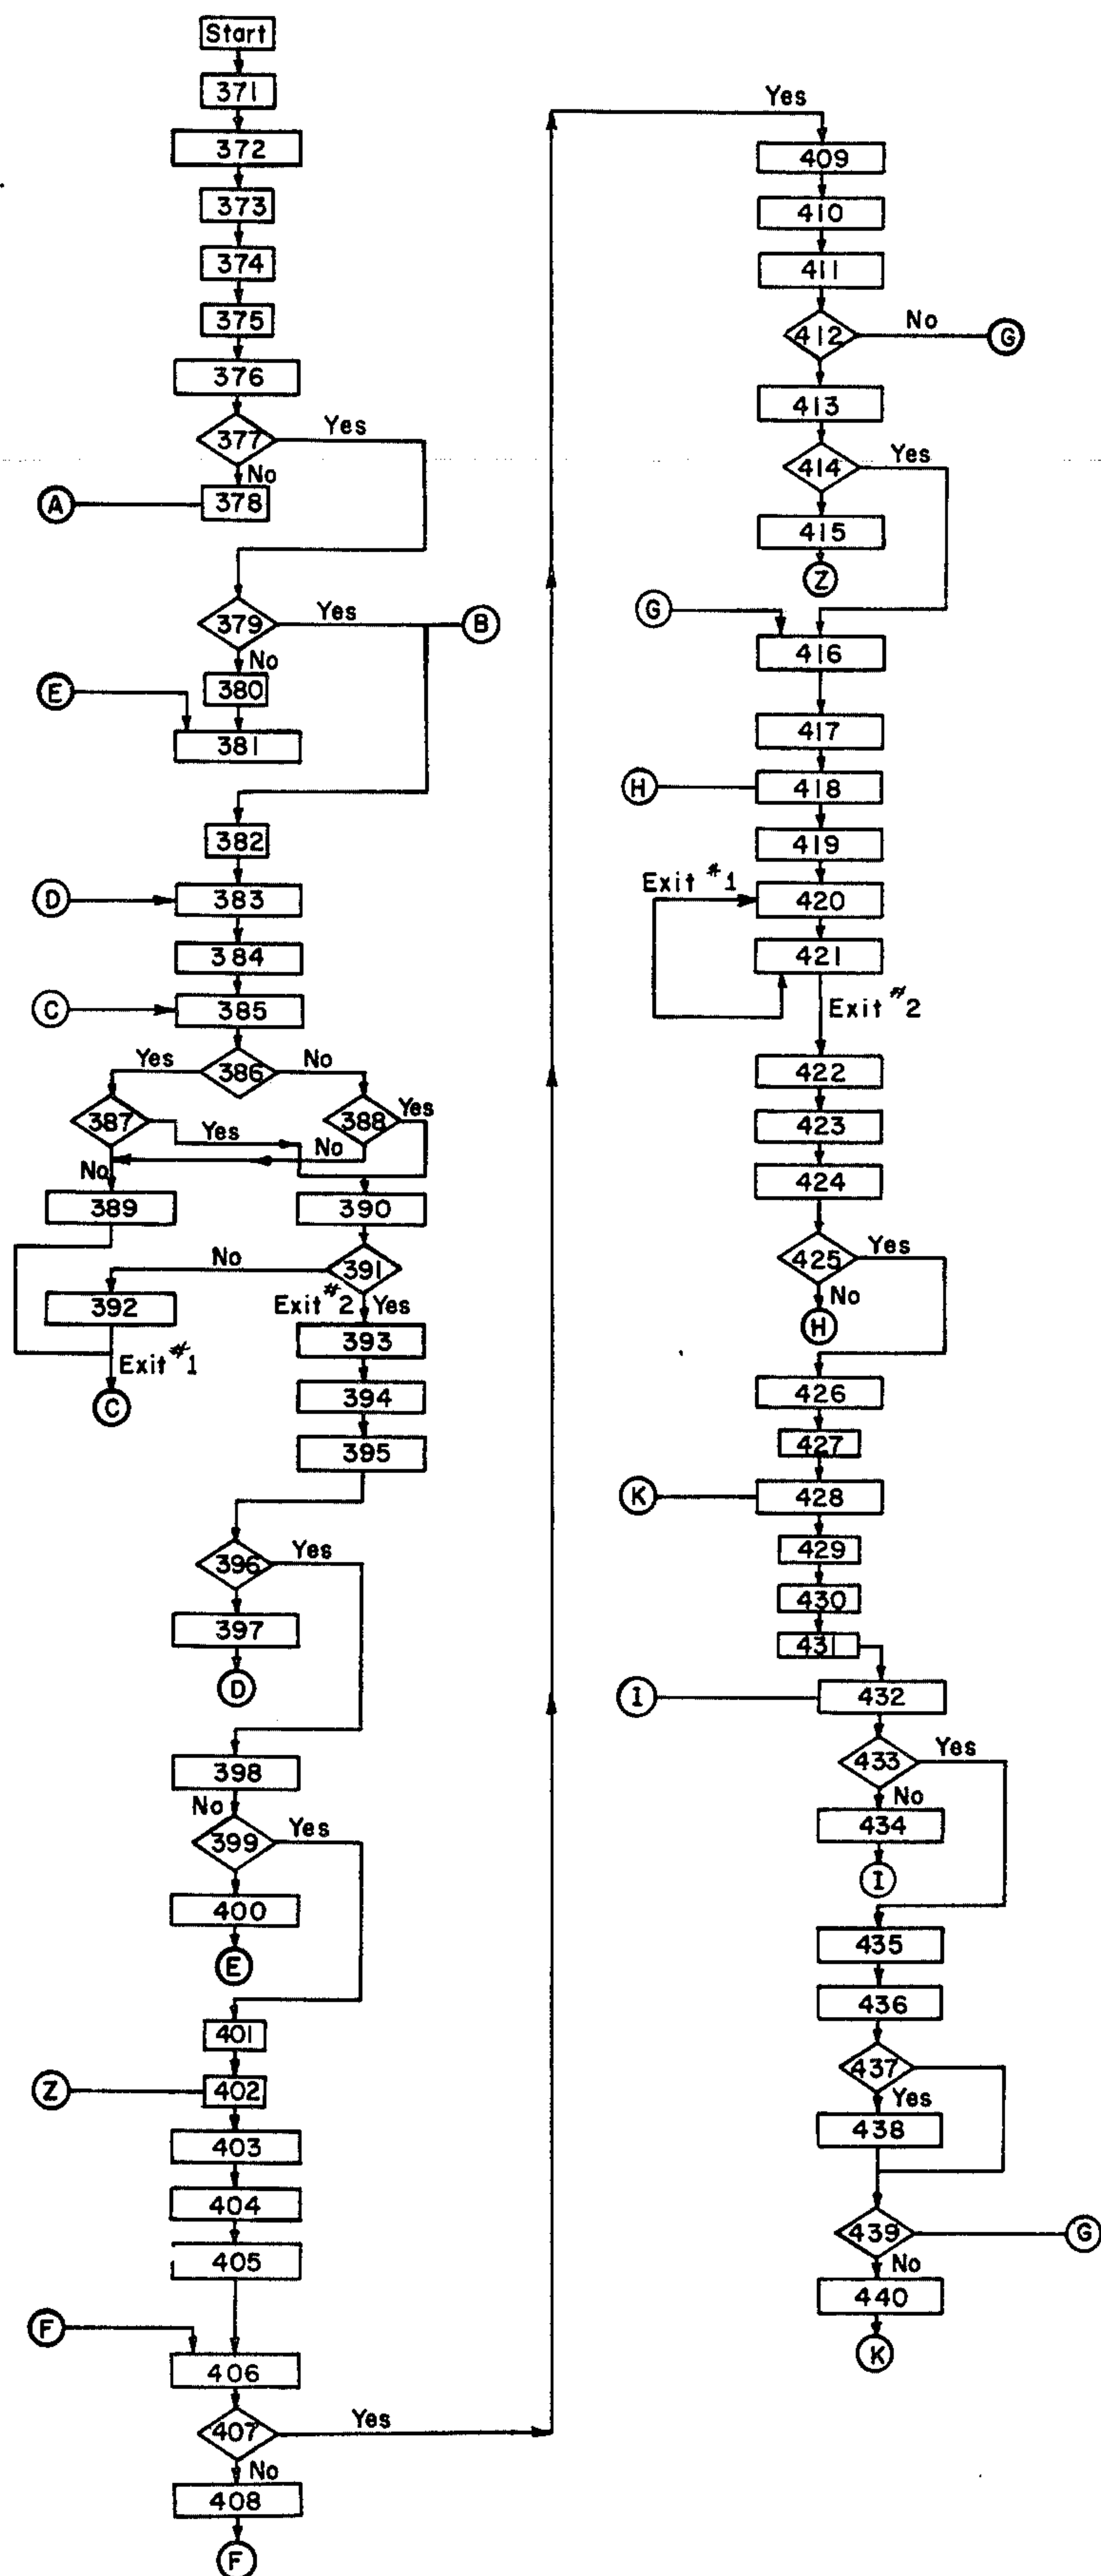 Start
371
372
373
374
375
376
377
Yes
No
A
378
379
Yes
B
No
380
E
381
382
D
383
384
C
385
Yes
386
No
387
Yes
388
Yes
No
No
389
390
No
391
392
Exit #2
Yes
393
Exit #1
C
394
395
396
Yes
397
D
398
No
399
Yes
400
E
401
Z
402
403
404
405
F
406
407
Yes
No
408
F
Yes
409
410
411
412
No
G
413
414
Yes
415
Z
G
416
417
H
418
419
Exit #1
420
421
Exit #2
422
423
424
425
Yes
No
H
426
427
K
428
429
430
431
I
432
433
Yes
No
434
I
435
436
437
Yes
438
439
G
No
440
K